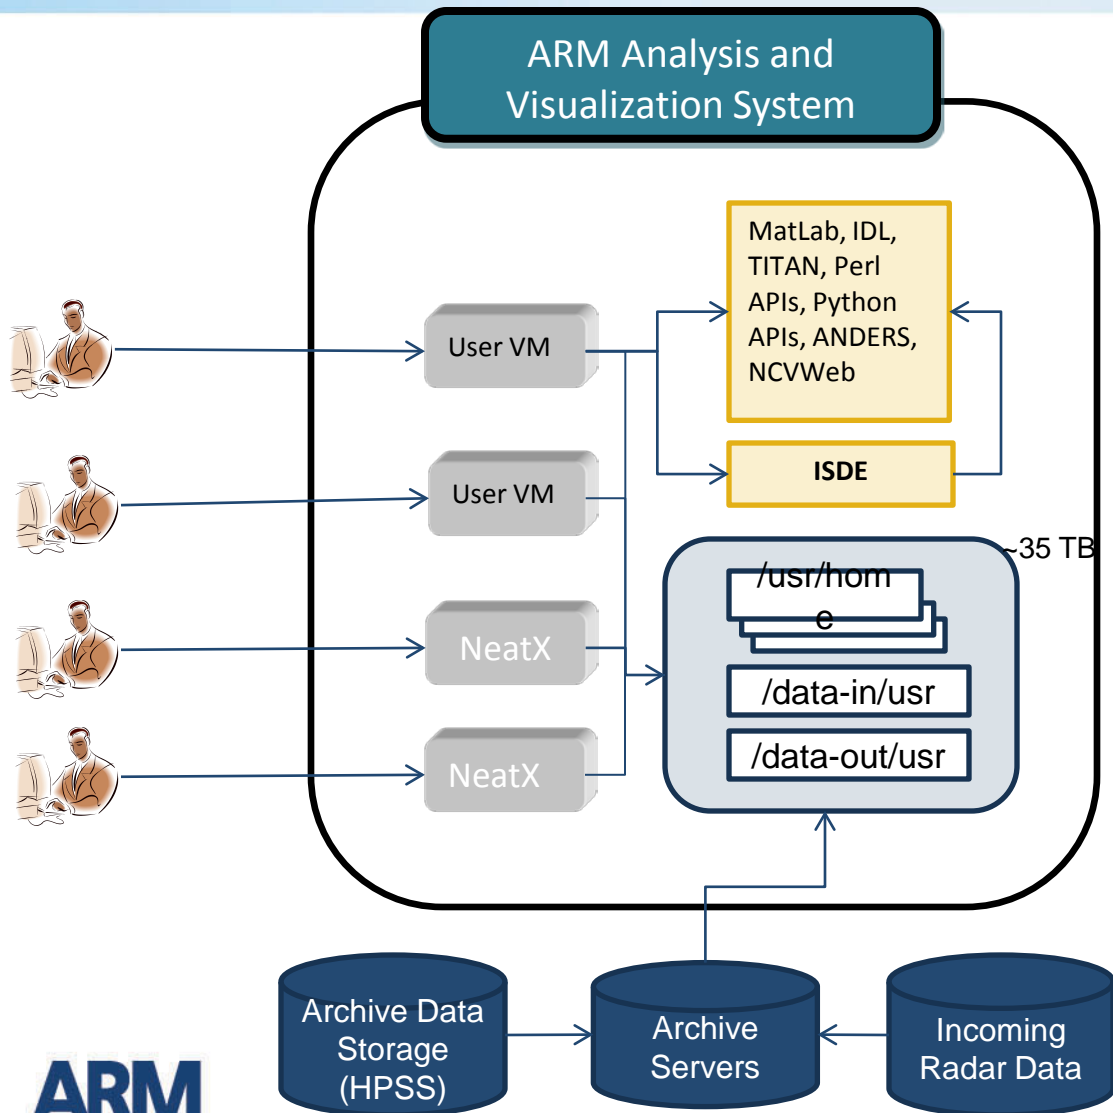 ARM Analysis and
Visualization System
MatLab, IDL,
TITAN, Perl
APIs, Python
APIs, ANDERS,
NCVWeb
User VM
ISDE
User VM
~35 TB
/usr/hom
e
NeatX
/data-in/usr
/data-out/usr
NeatX
Archive Data
Storage
(HPSS)
Archive
Servers
Incoming
Radar Data
ARM